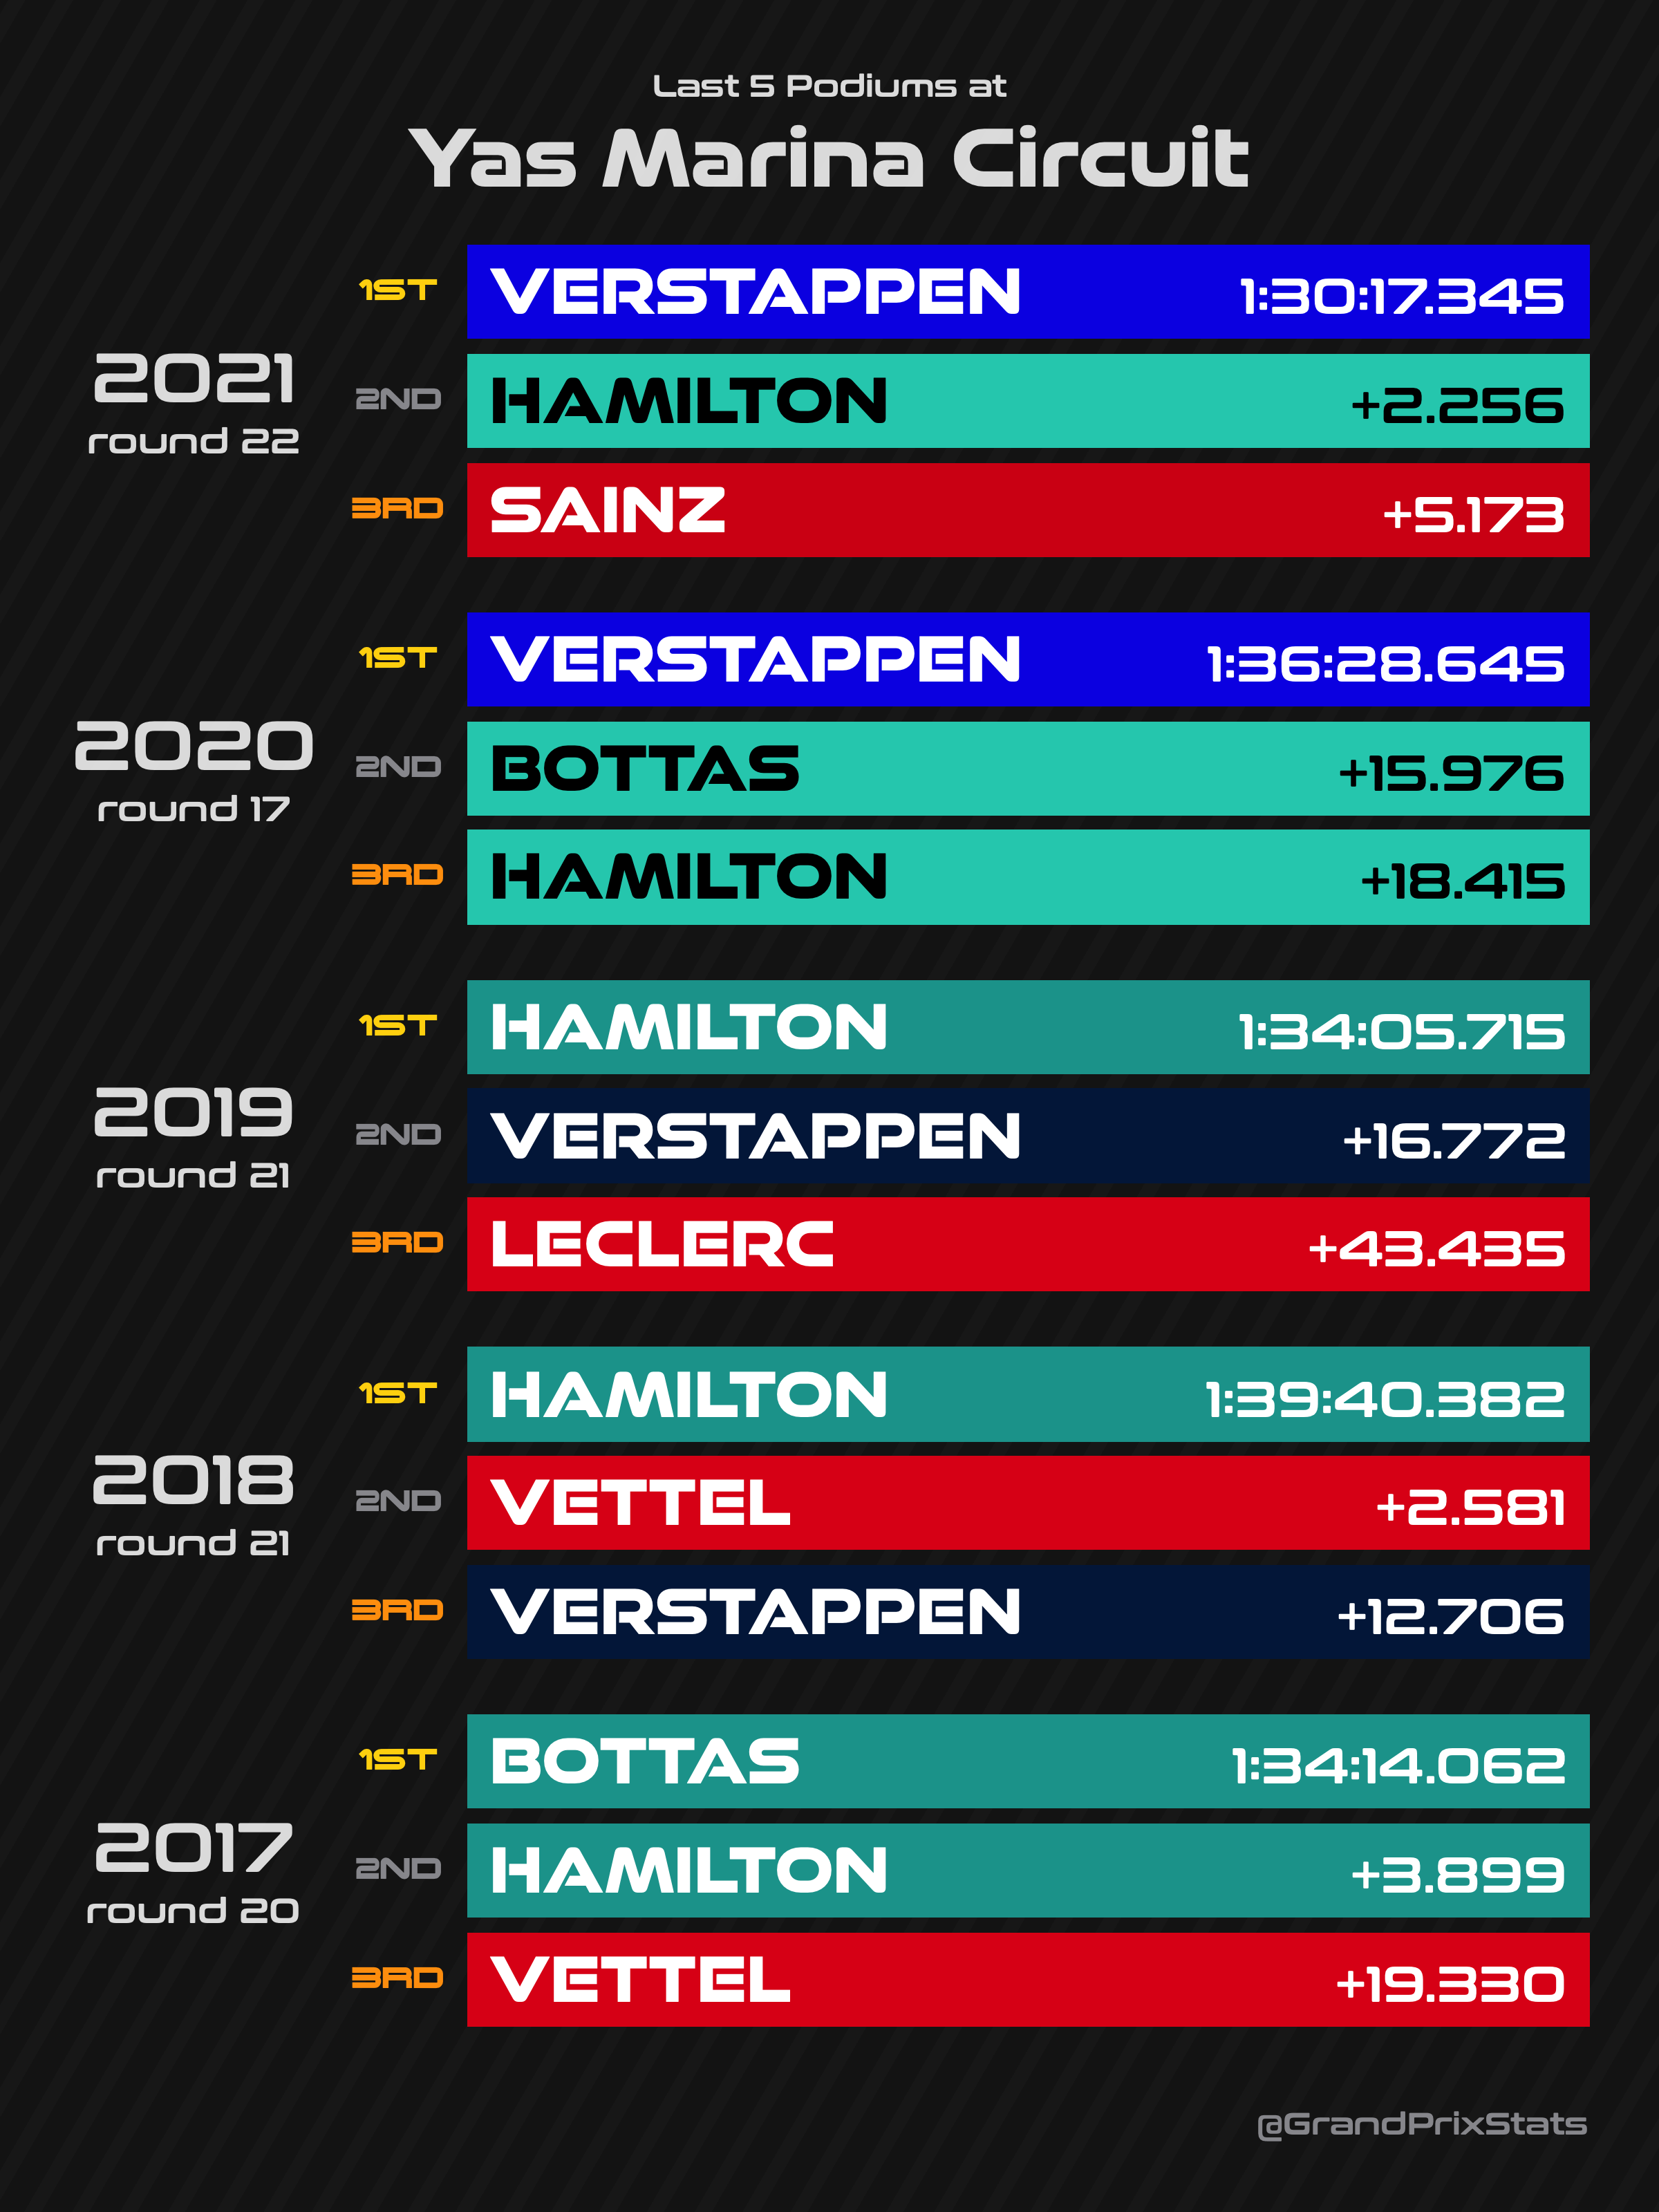 Last 5 Podiums at
Yas Marina Circuit
2021
round 22
1ST VERSTAPPEN 1:30:17.345
2ND HAMILTON +2.256
3RD SAINZ +5.173
2020
round 17
1ST VERSTAPPEN 1:36:28.645
2ND BOTTAS +15.976
3RD HAMILTON +18.415
2019
round 21
1ST HAMILTON 1:34:05.715
2ND VERSTAPPEN +16.772
3RD LECLERC +43.435
2018
round 21
1ST HAMILTON 1:39:40.382
2ND VETTEL +2.581
3RD VERSTAPPEN +12.706
2017
round 20
1ST BOTTAS 1:34:14.062
2ND HAMILTON +3.899
3RD VETTEL +19.330
@GrandPrixStats